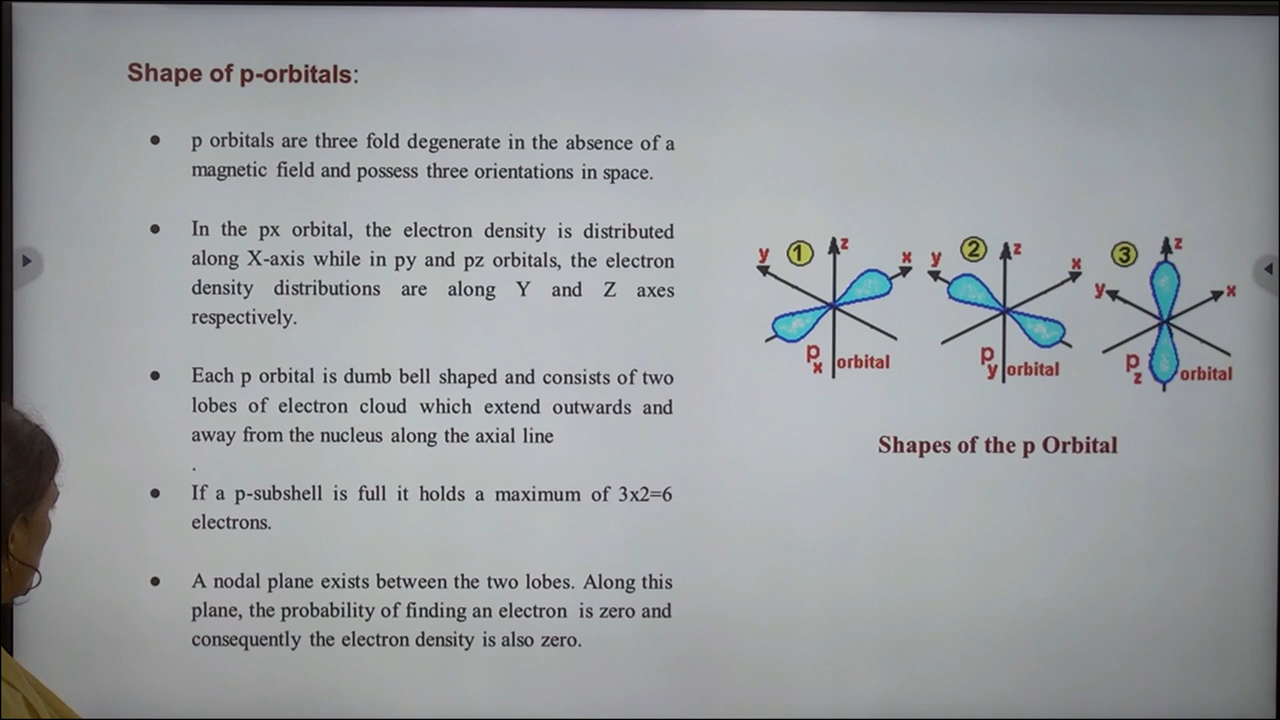 Shape of p-orbitals:
• p orbitals are three fold degenerate in the absence of a
magnetic field and possess three orientations in space.
• In the px orbital, the electron density is distributed
along X-axis while in py and pz orbitals, the electron
density distributions are along Y and Z axes
respectively.
• Each p orbital is dumb bell shaped and consists of two
lobes of electron cloud which extend outwards and
away from the nucleus along the axial line
.
• If a p-subshell is full it holds a maximum of 3x2=6
electrons.
• A nodal plane exists between the two lobes. Along this
plane, the probability of finding an electron is zero and
consequently the electron density is also zero.
y 1 z x
p x orbital
y 2 z x
p y orbital
3 z
y x
p z orbital
Shapes of the p Orbital